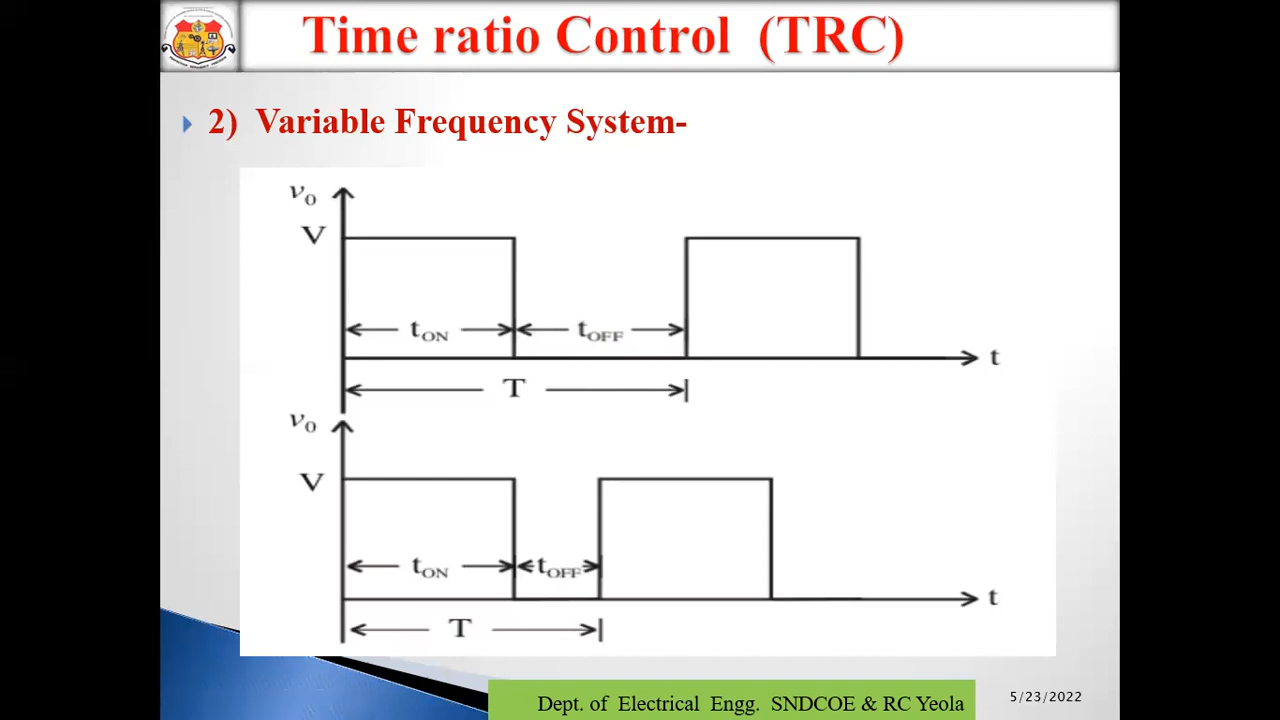 Time ratio Control (TRC)
2) Variable Frequency System-
v0
V
tON tOFF
t
T
v0
V
tON tOFF
t
T
Dept. of Electrical Engg. SNDCOE & RC Yeola
5/23/2022